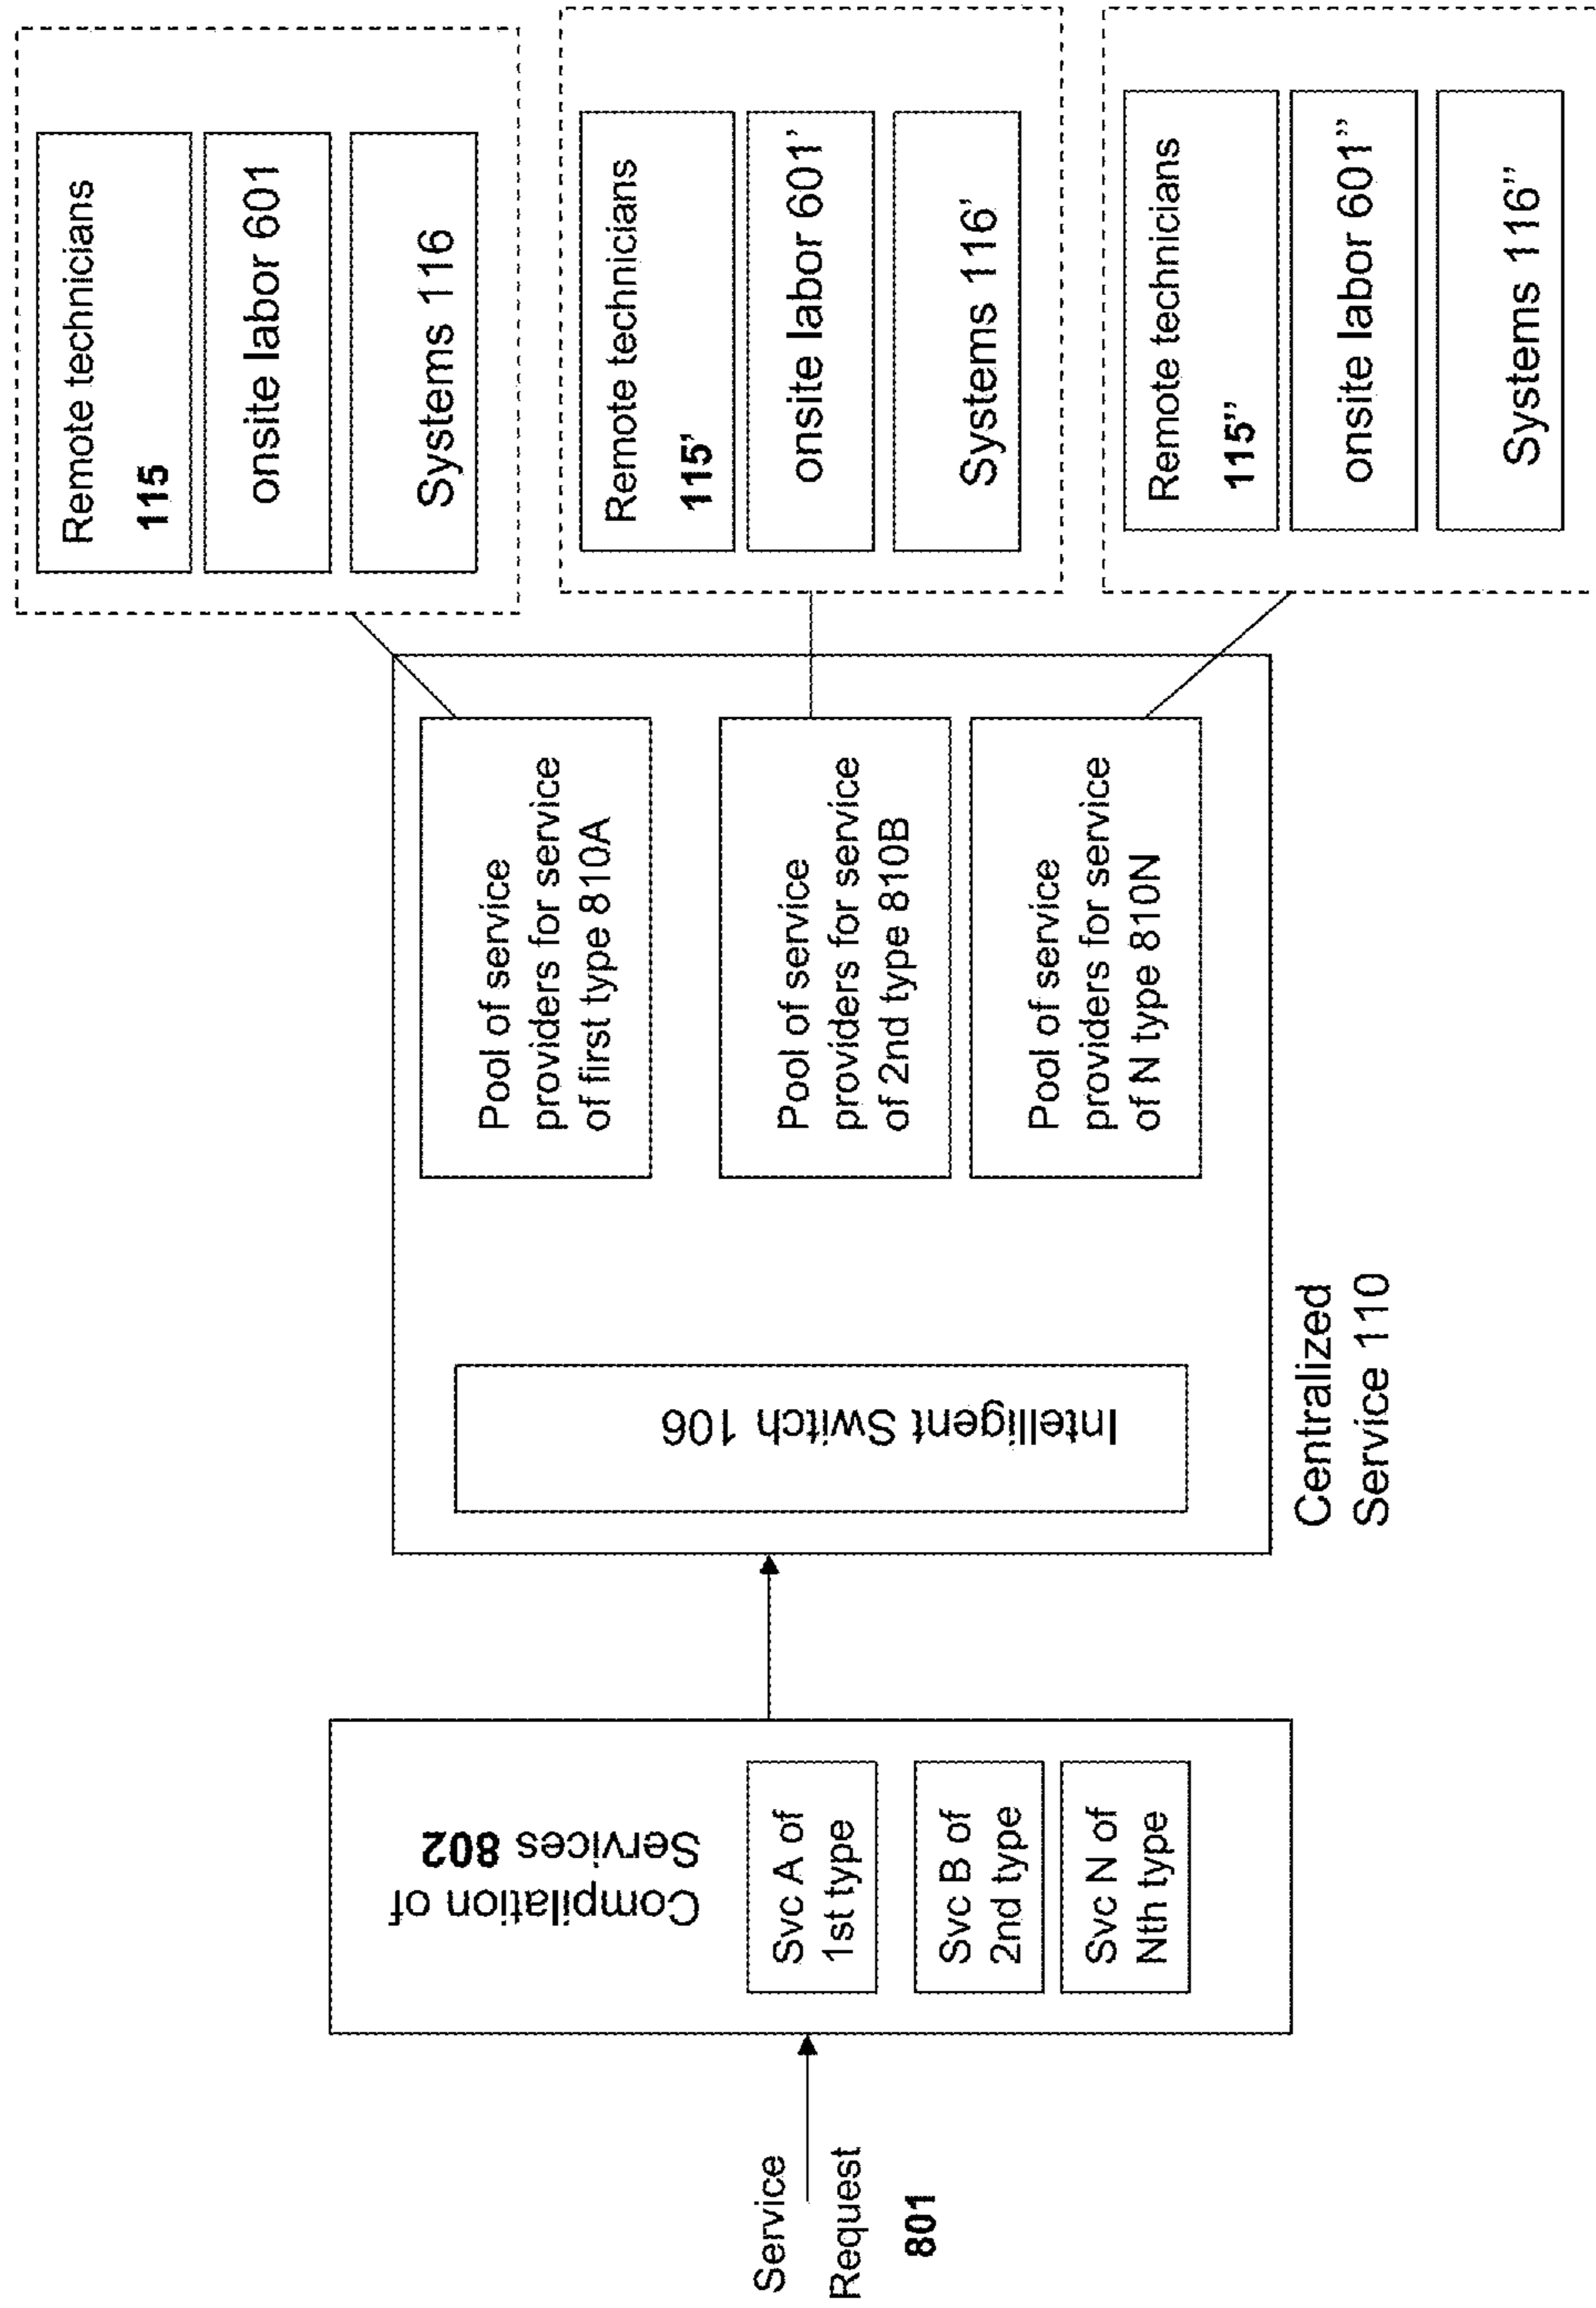 Service
Request
801
Compilation of
Services 802
Svc A of
1st type
Svc B of
2nd type
Svc N of
Nth type
Intelligent Switch 106
Centralized
Service 110
Pool of service
providers for service
of first type 810A
Pool of service
providers for service
of 2nd type 810B
Pool of service
providers for service
of N type 810N
Remote technicians
115
onsite labor 601
Systems 116
Remote technicians
115'
onsite labor 601'
Systems 116'
Remote technicians
115''
onsite labor 601''
Systems 116''